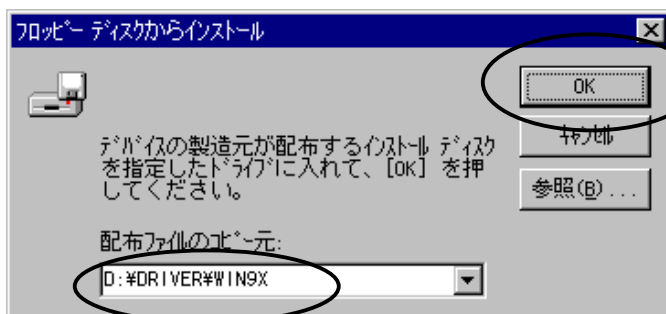 ﾌﾛｯﾋﾟｰ ﾃﾞｨｽｸからｲﾝｽﾄｰﾙ
OK
ﾃﾞﾊﾞｲｽの製造元が配布するｲﾝｽﾄｰﾙ ﾃﾞｨｽｸ
を指定したﾄﾞﾗｲﾌﾞに入れて、[OK] を押
してください。
ｷｬﾝｾﾙ
参照(B)...
配布ﾌｧｲﾙのｺﾋﾟｰ元:
D:¥DRIVER¥WIN9X